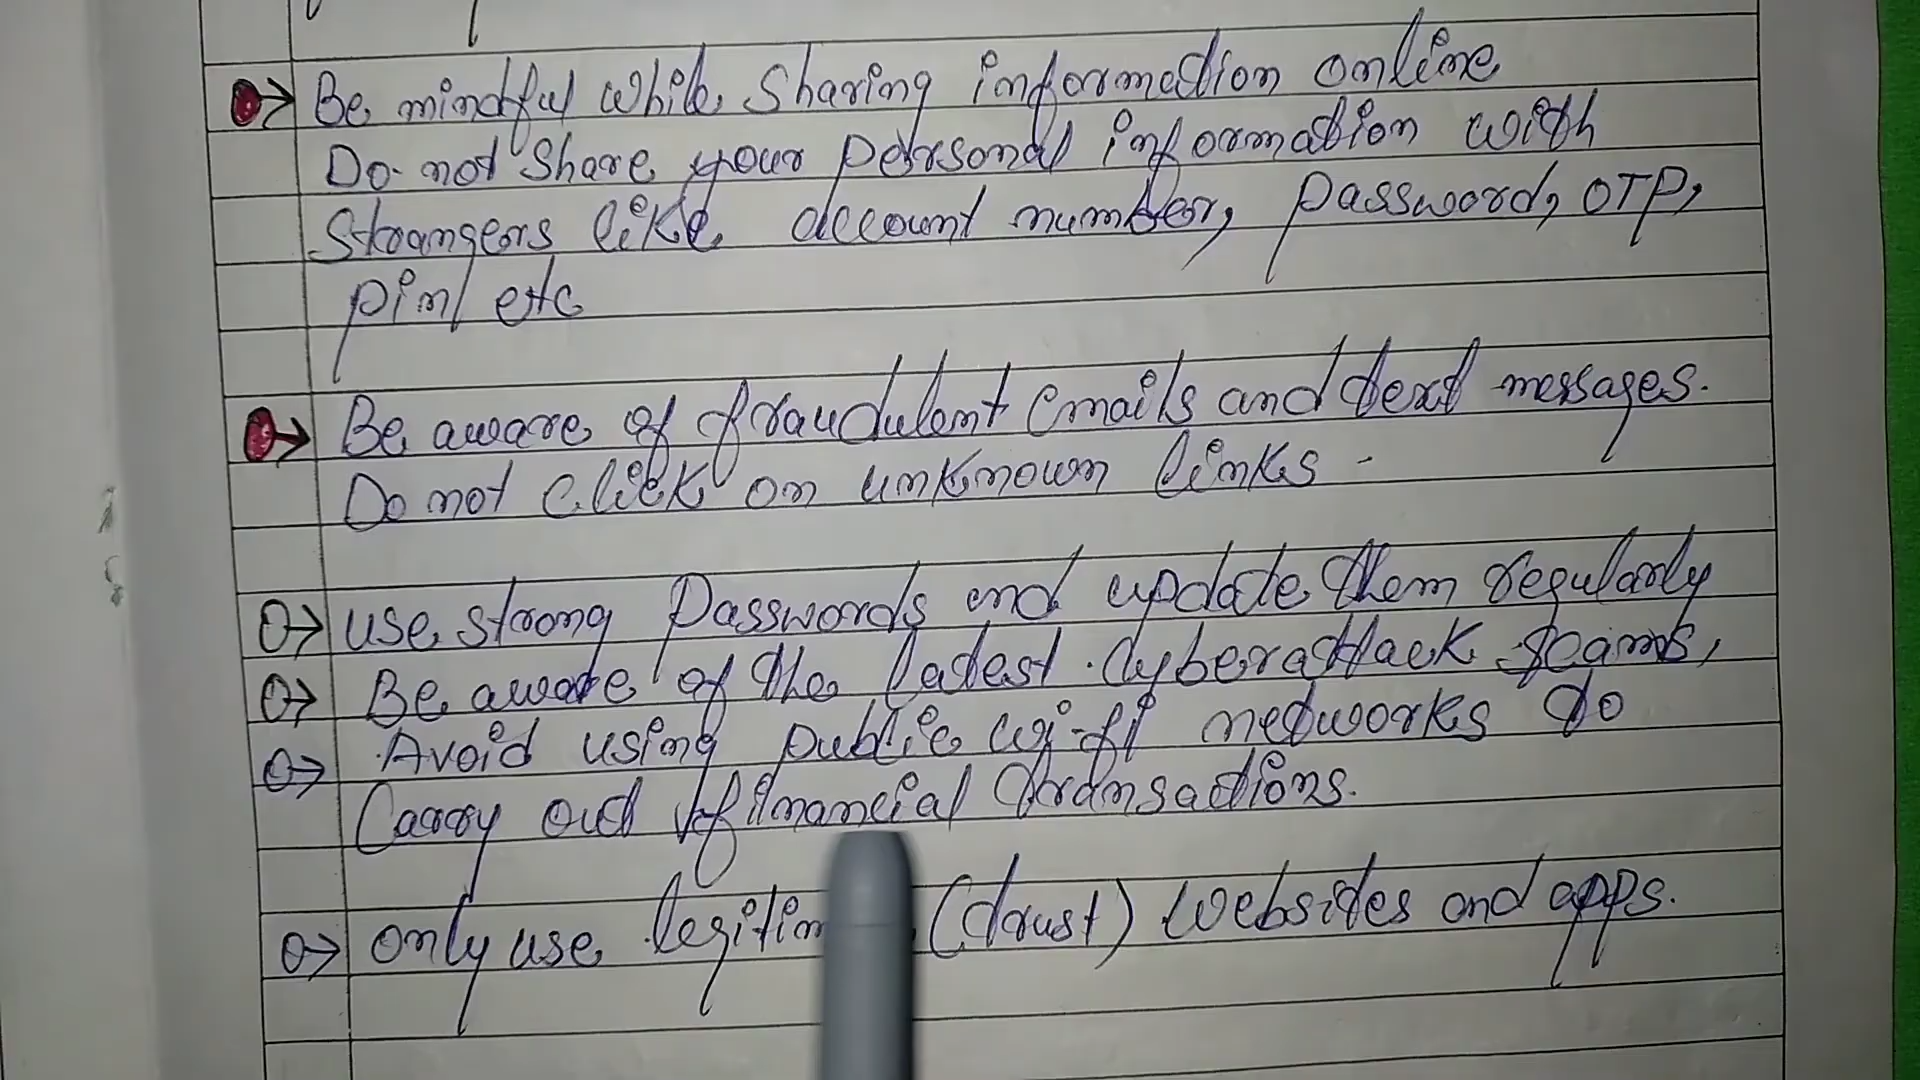 Be mindful while sharing information online
Do not share your personal information with
strangers like account number, password, OTP,
pin etc
Be aware of fraudulent emails and text messages.
Do not click on unknown links -
use strong passwords and update them regularly
Be aware of the latest cyberattack scams,
Avoid using public wi-fi networks to
Carry out financial transactions.
only use (trust) websites and apps.